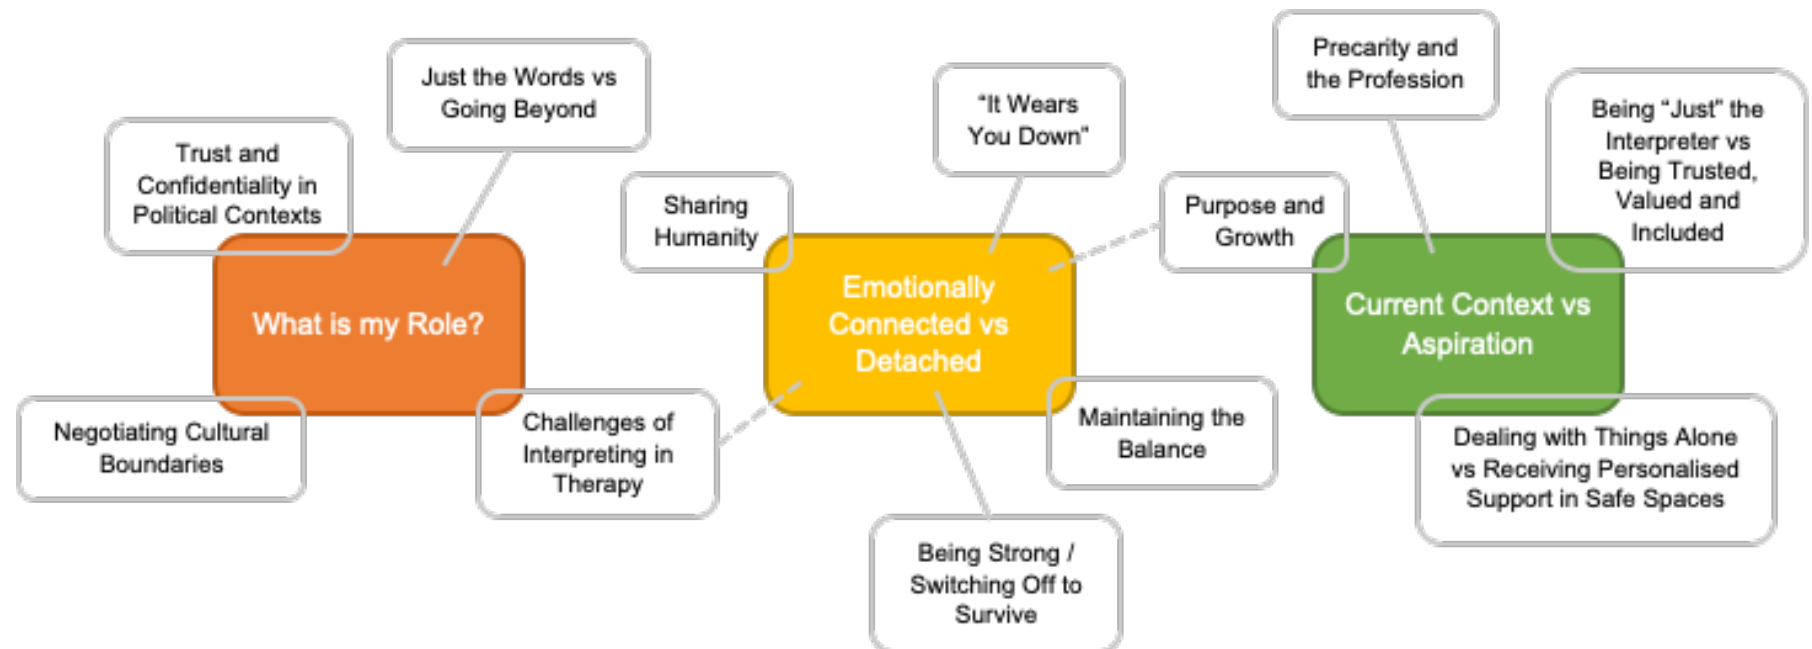 Just the Words vs
Going Beyond
Trust and
Confidentiality in
Political Contexts
What is my Role?
Negotiating Cultural
Boundaries
Challenges of
Interpreting in
Therapy
Sharing
Humanity
“It Wears
You Down”
Emotionally
Connected vs
Detached
Maintaining the
Balance
Being Strong /
Switching Off to
Survive
Purpose and
Growth
Precarity and
the Profession
Being “Just” the
Interpreter vs
Being Trusted,
Valued and
Included
Current Context vs
Aspiration
Dealing with Things Alone
vs Receiving Personalised
Support in Safe Spaces